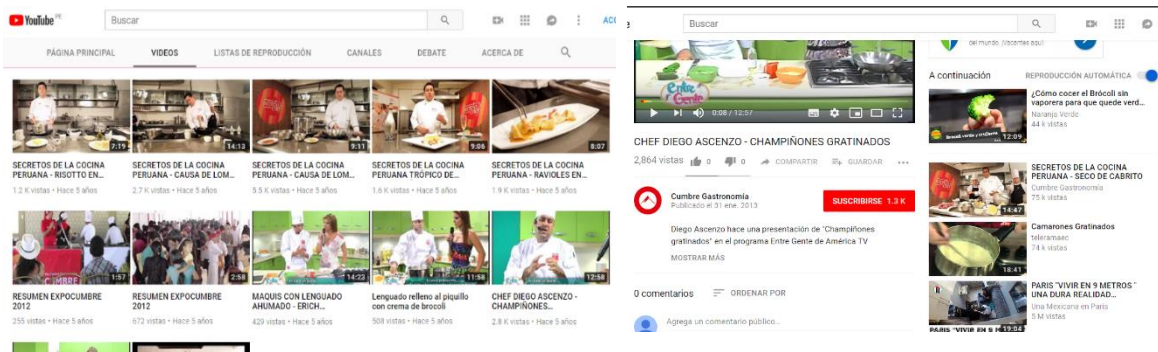 YouTube PE
Buscar
ACC
PÁGINA PRINCIPAL VIDEOS LISTAS DE REPRODUCCIÓN CANALES DEBATE ACERCA DE
7:19 14:13 9:11 9:06 8:07
SECRETOS DE LA COCINA PERUANA - RISOTTO EN...
1.2 K vistas • Hace 5 años
SECRETOS DE LA COCINA PERUANA - CAUSA DE LOM...
2.7 K vistas • Hace 5 años
SECRETOS DE LA COCINA PERUANA - CAUSA DE LOM...
5.5 K vistas • Hace 5 años
SECRETOS DE LA COCINA PERUANA TRÓPICO DE...
1.6 K vistas • Hace 5 años
SECRETOS DE LA COCINA PERUANA - RAVIOLES EN...
1.9 K vistas • Hace 5 años
1:57 2:58 14:23 11:58 12:58
RESUMEN EXPOCUMBRE 2012
255 vistas • Hace 5 años
RESUMEN EXPOCUMBRE 2012
672 vistas • Hace 5 años
MAQUIS CON LENGUADO AHUMADO - ERICH...
429 vistas • Hace 5 años
Lenguado relleno al piquillo con crema de brocoli
508 vistas • Hace 5 años
CHEF DIEGO ASCENZO - CHAMPIÑONES...
2.8 K vistas • Hace 5 años
Buscar
Entre Gente
0:08 / 12:57
CHEF DIEGO ASCENZO - CHAMPIÑONES GRATINADOS
2,864 vistas 0 0 COMPARTIR GUARDAR
Cumbre Gastronomía
Publicado el 31 ene. 2013
SUSCRIBIRSE 1.3 K
Diego Ascenzo hace una presentación de "Champiñones
gratinados" en el programa Entre Gente de América TV
MOSTRAR MÁS
0 comentarios ORDENAR POR
Agrega un comentario público...
del mundo. ¡Vacantes aquí!
A continuación REPRODUCCIÓN AUTOMÁTICA
¿Cómo cocer el Brócoli sin
vaporera para que quede verd...
Naranjo Verde
44 k vistas
12:09
SECRETOS DE LA COCINA
PERUANA - SECO DE CABRITO
Cumbre Gastronomía
75 k vistas
14:47
Camarones Gratinados
teleramaec
74 k vistas
18:41
PARIS "VIVIR EN 9 METROS "
UNA DURA REALIDAD...
Una Mexicana en Paris
5 M vistas
19:04